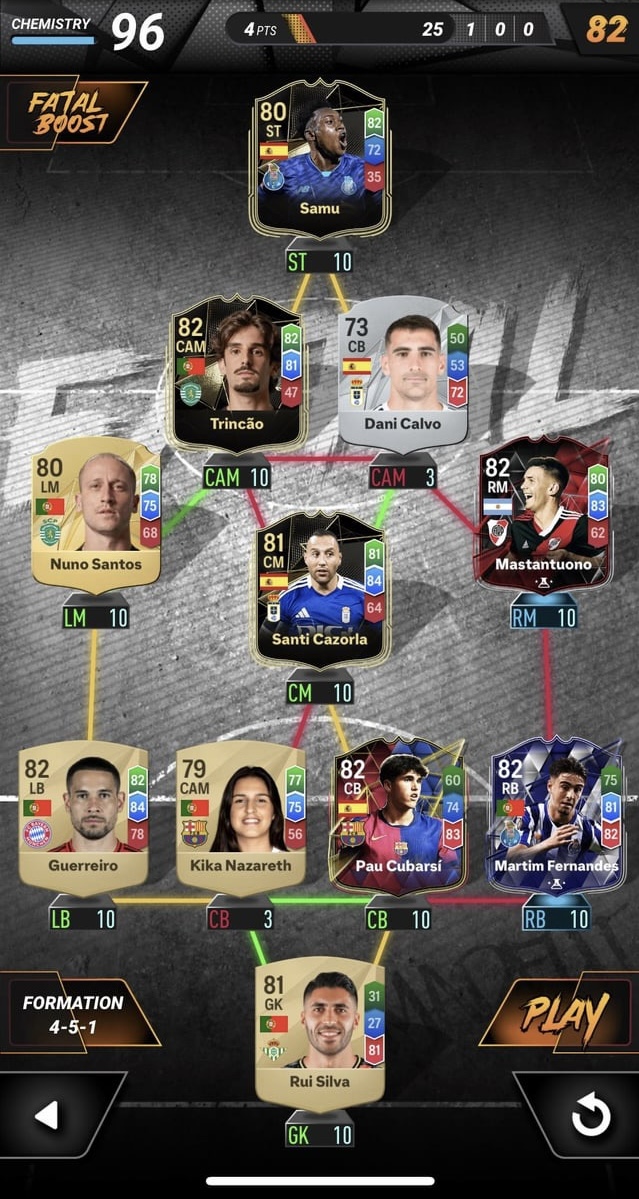 CHEMISTRY 96
4 PTS 25 1 0 0
82
FATAL
BOOST
80
ST
82
72
35
Samu
ST 10
82
CAM
82
81
47
Trincão
CAM 10
73
CB
50
53
72
Dani Calvo
CAM 3
80
LM
78
75
68
Nuno Santos
LM 10
82
RM
80
83
62
Mastantuono
RM 10
81
CM
81
84
64
Santi Cazorla
CM 10
82
LB
82
84
78
Guerreiro
LB 10
79
CAM
77
75
56
Kika Nazareth
CB 3
82
CB
60
74
83
Pau Cubarsí
CB 10
82
RB
75
81
82
Martim Fernandes
RB 10
81
GK
31
27
81
Rui Silva
GK 10
FORMATION
4-5-1
PLAY